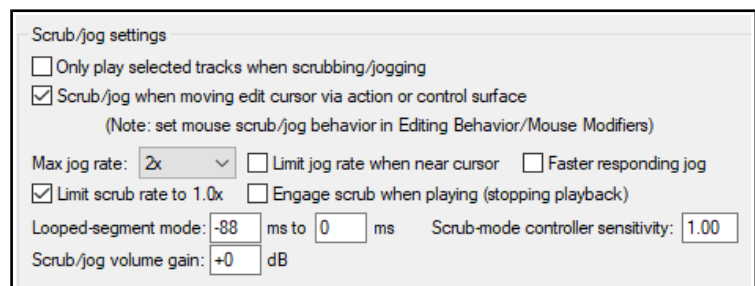 Scrub/jog settings
Only play selected tracks when scrubbing/jogging
Scrub/jog when moving edit cursor via action or control surface
(Note: set mouse scrub/jog behavior in Editing Behavior/Mouse Modifiers)
Max jog rate: 2x Limit jog rate when near cursor Faster responding jog
Limit scrub rate to 1.0x Engage scrub when playing (stopping playback)
Looped-segment mode: -88 ms to 0 ms Scrub-mode controller sensitivity: 1.00
Scrub/jog volume gain: +0 dB